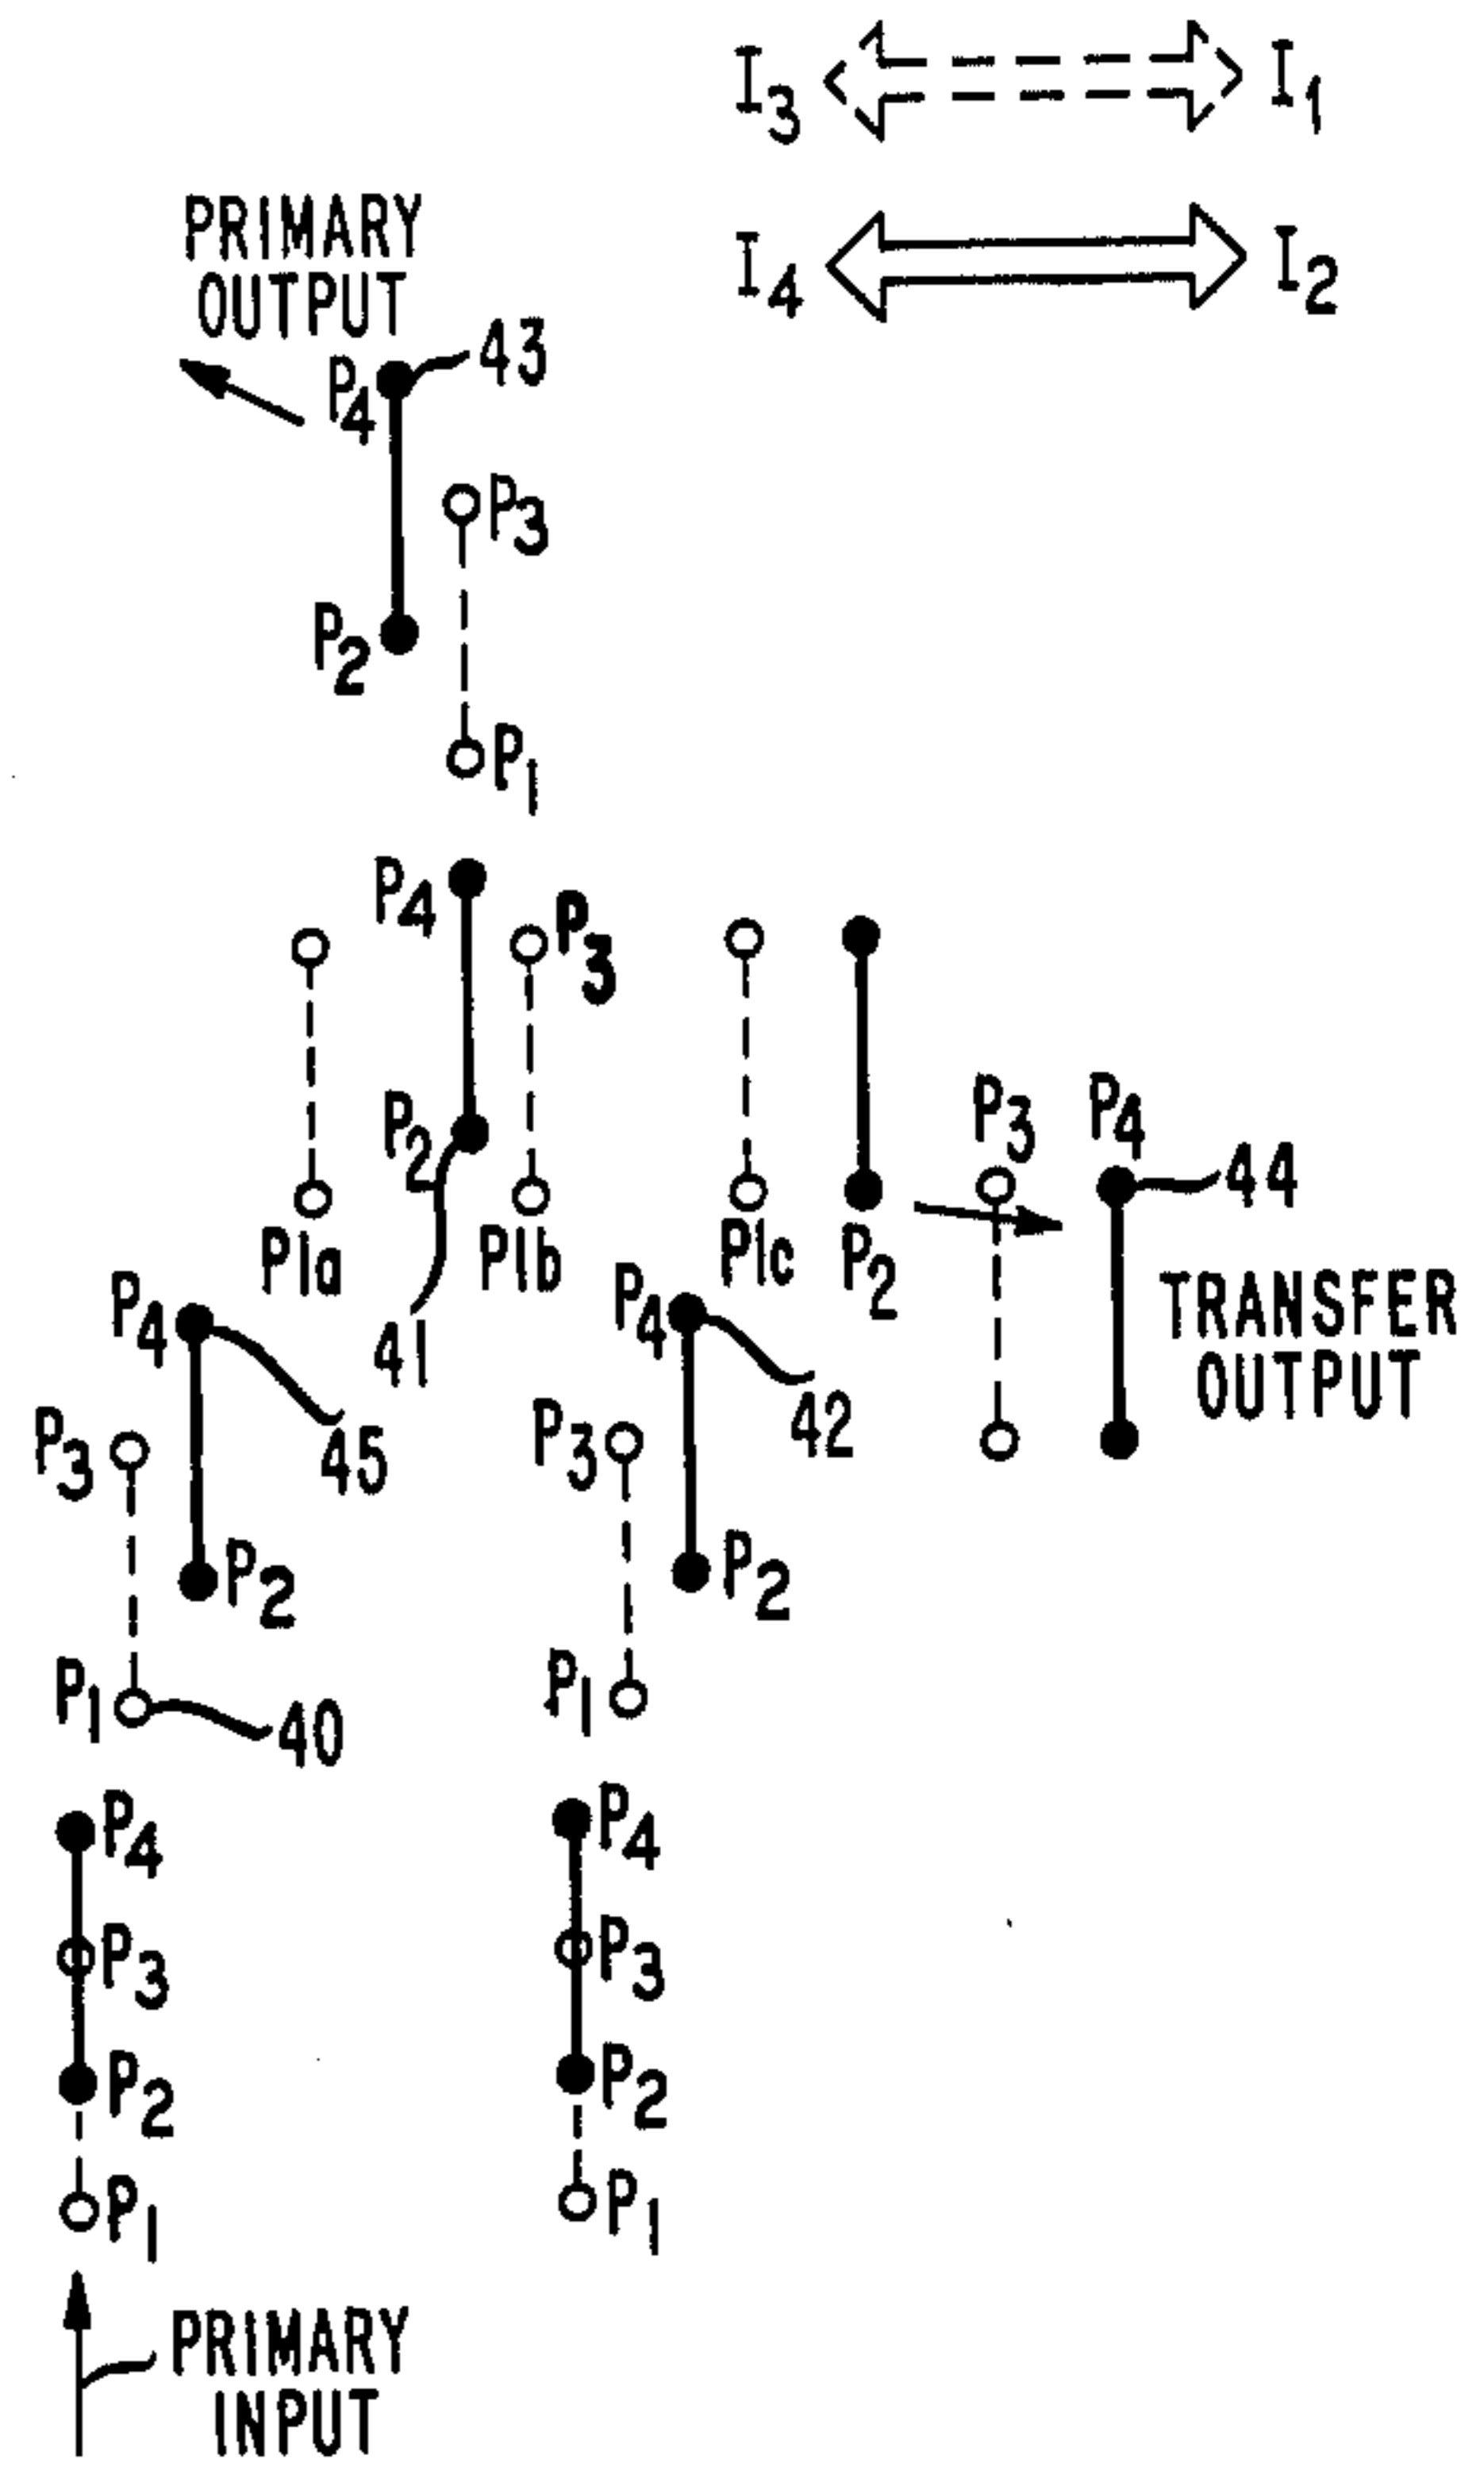 I3 I1
PRIMARY
OUTPUT
I4 I2
43
P4
P3
P2
P1
P4 P3
P2
P3 P4
44
P1a P1b P1c P2
P4 41 P4
TRANSFER
OUTPUT
P3 45 P3 42
P2 P2
P1 P1
40
P4 P4
P3 P3
P2 P2
P1 P1
PRIMARY
INPUT